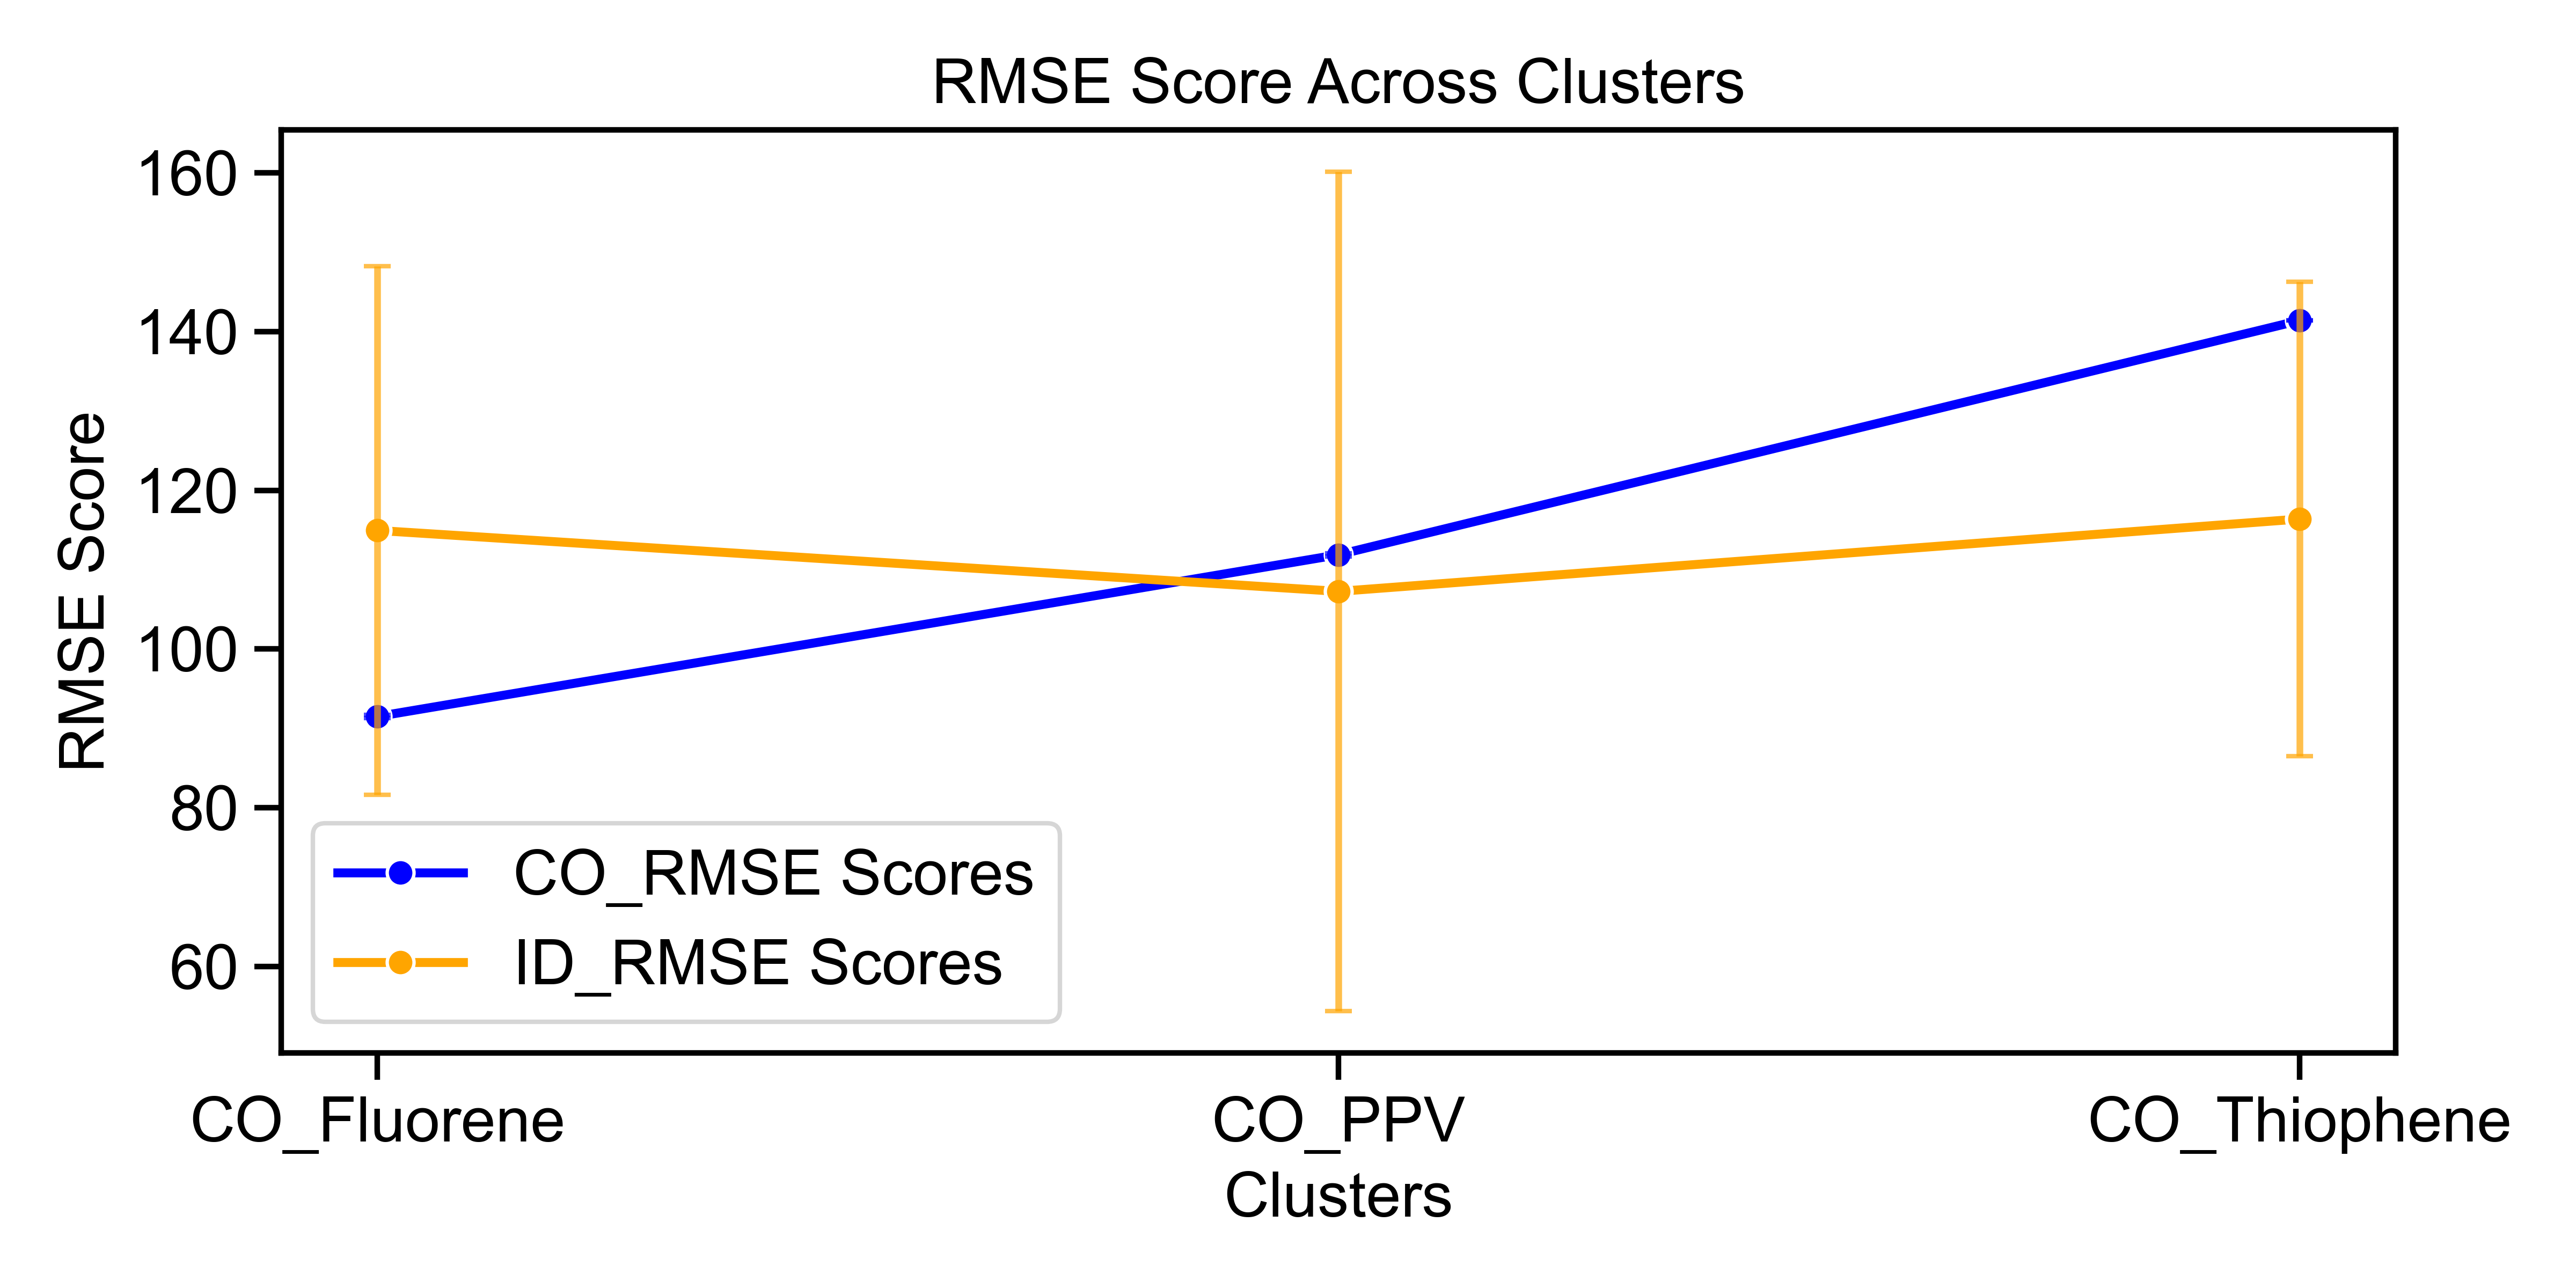 RMSE Score Across Clusters
RMSE Score
160
140
120
100
80
60
CO_RMSE Scores
ID_RMSE Scores
CO_Fluorene
CO_PPV
CO_Thiophene
Clusters